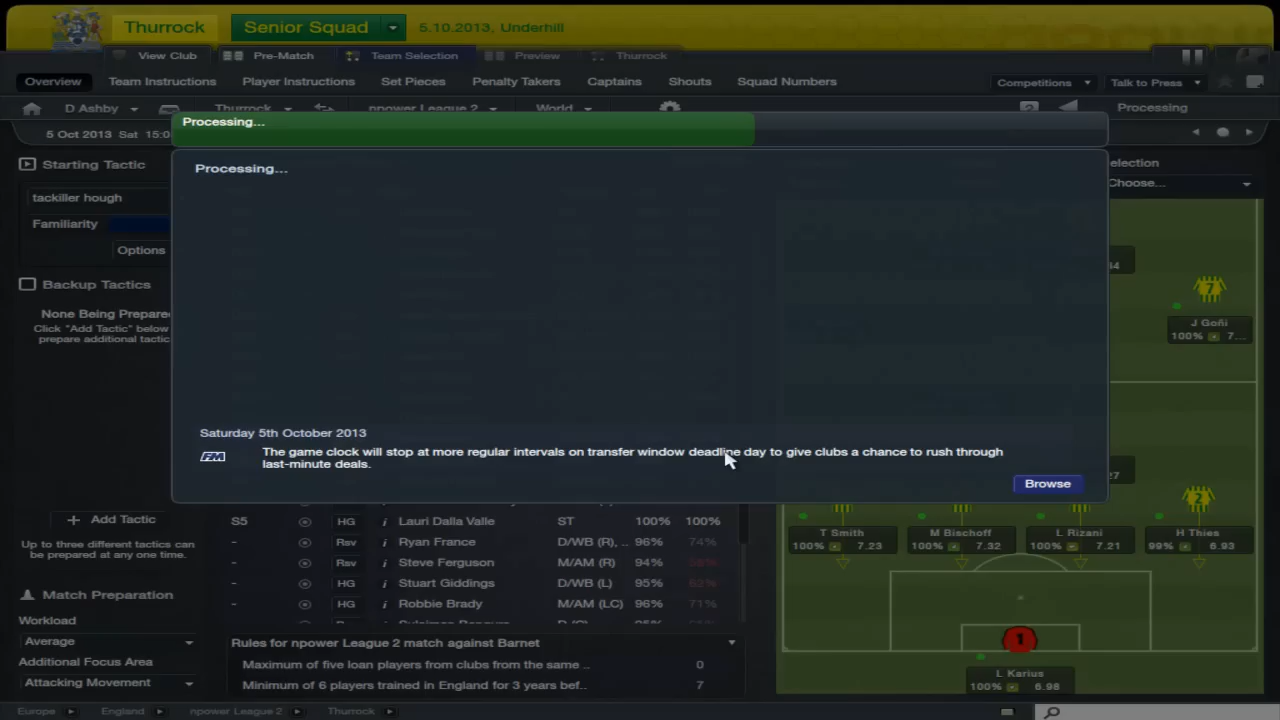 Thurrock
Senior Squad
5.10.2013, Underhill
View Club
Pre-Match
Team Selection
Preview
Thurrock
Overview
Team Instructions
Player Instructions
Set Pieces
Penalty Takers
Captains
Shouts
Squad Numbers
Competitions
Talk to Press
D Ashby
Thurrock
npower League 2
World
?
Processing
5 Oct 2013 Sat 15:0
Processing...
Processing...
Starting Tactic
tackiller hough
Familiarity
Options
Backup Tactics
None Being Prepare
Click "Add Tactic" below
prepare additional tactic
election
Choose...
J Goñi
100% 7...
Saturday 5th October 2013
FM
The game clock will stop at more regular intervals on transfer window deadline day to give clubs a chance to rush through
last-minute deals.
Browse
Add Tactic
Up to three different tactics can
be prepared at any one time.
Match Preparation
Workload
Average
Additional Focus Area
Attacking Movement
S5 HG i Lauri Dalla Valle ST 100% 100%
- Rsv i Ryan France D/WB (R), .. 96% 74%
- Rsv i Steve Ferguson M/AM (R) 94%
- HG i Stuart Giddings D/WB (L) 95% 62%
- HG i Robbie Brady M/AM (LC) 96% 71%
Rules for npower League 2 match against Barnet
Maximum of five loan players from clubs from the same .. 0
Minimum of 6 players trained in England for 3 years bef.. 7
7
2
T Smith
100% 7.23
M Bischoff
100% 7.32
L Rizani
100% 7.21
H Thies
99% 6.93
1
L Karius
100% 6.98
Europe
England
npower League 2
Thurrock